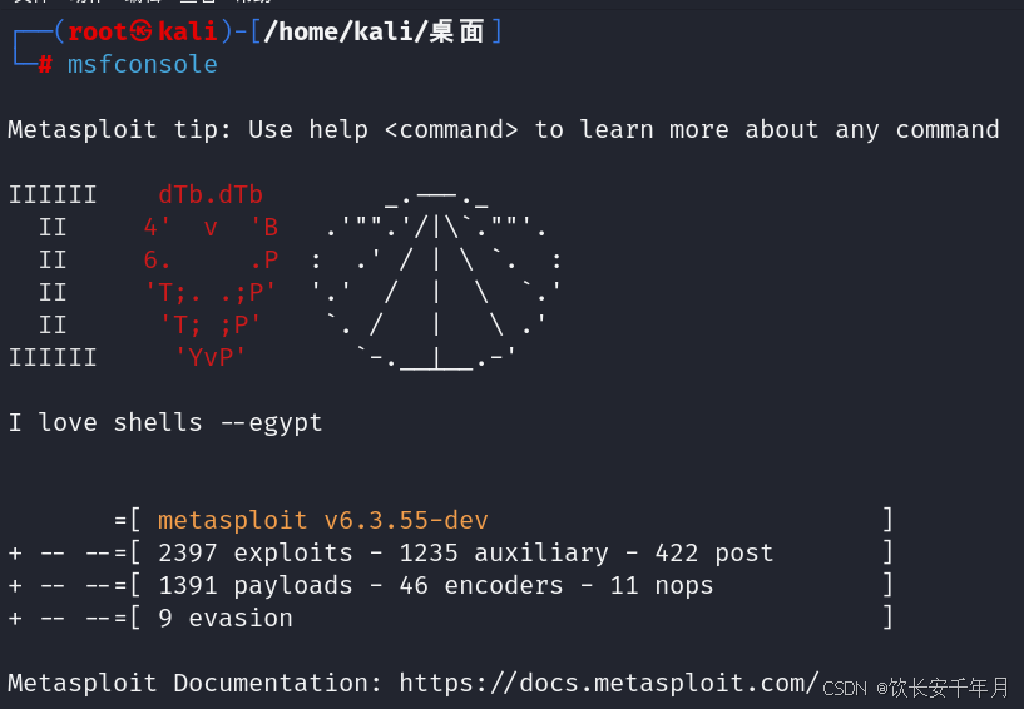 ┌──(root㉿kali)-[/home/kali/桌面]
└─# msfconsole
Metasploit tip: Use help <command> to learn more about any command
IIIIII    dTb.dTb        _.---._
  II     4'  v  'B   .'"".'/|\`.""'.
  II     6.     .P  :  .' / | \ `.  :
  II     'T;. .;P'  '.'  /  |  \  `.'
  II      'T; ;P'    `. /   |   \ .'
IIIIII     'YvP'       `-.__|__.-'
I love shells --egypt
       =[ metasploit v6.3.55-dev                          ]
+ -- --=[ 2397 exploits - 1235 auxiliary - 422 post       ]
+ -- --=[ 1391 payloads - 46 encoders - 11 nops           ]
+ -- --=[ 9 evasion                                       ]
Metasploit Documentation: https://docs.metasploit.com/
CSDN @饮长安千年月